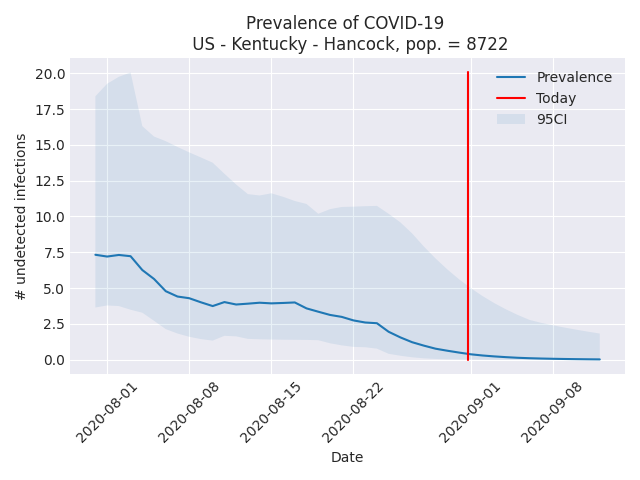 Prevalence of COVID-19
US - Kentucky - Hancock, pop. = 8722
20.0
17.5
15.0
12.5
10.0
7.5
5.0
2.5
0.0
# undetected infections
Prevalence
Today
95CI
2020-08-01
2020-08-08
2020-08-15
2020-08-22
2020-09-01
2020-09-08
Date